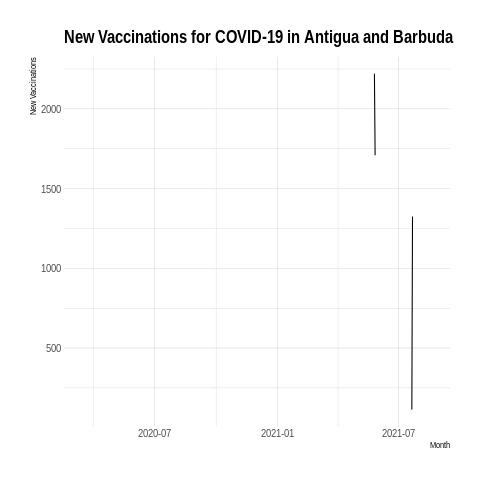 New Vaccinations for COVID-19 in Antigua and Barbuda
New Vaccinations
2000
1500
1000
500
2020-07 2021-01 2021-07
Month